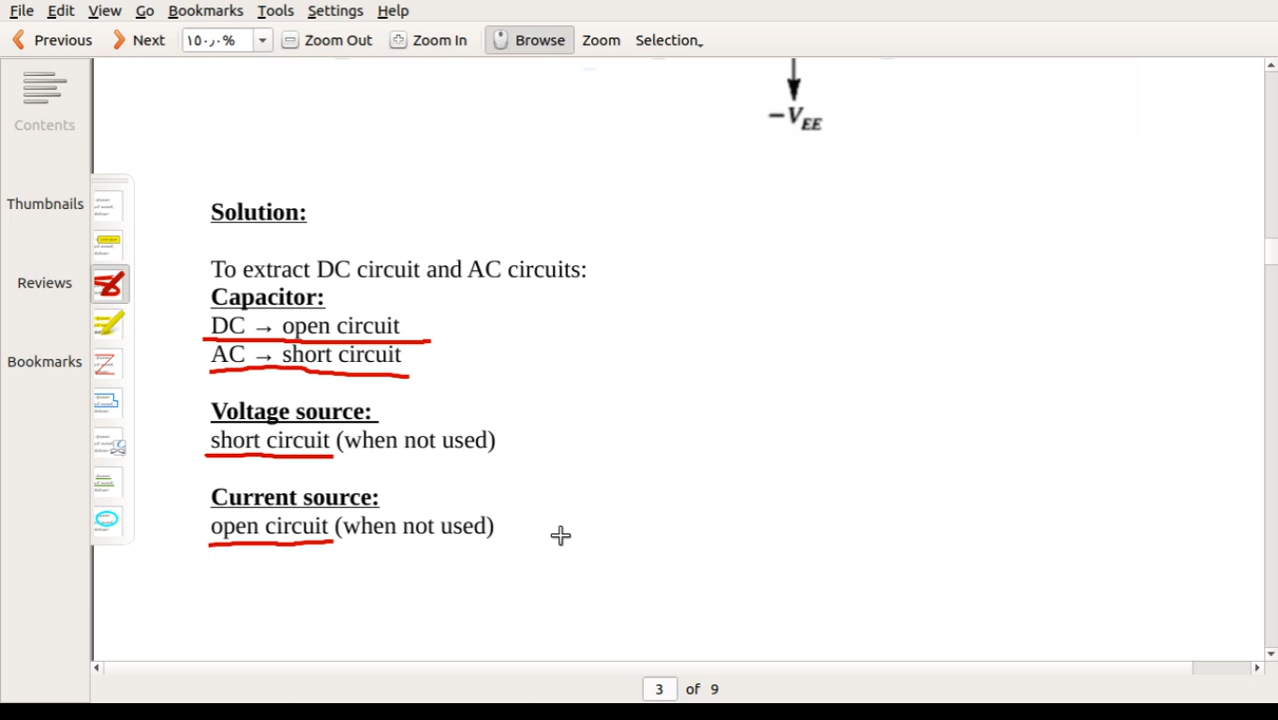 File Edit View Go Bookmarks Tools Settings Help
Previous Next ١٥٠٫٠% Zoom Out Zoom In Browse Zoom Selection
Contents
Thumbnails
Reviews
Bookmarks
−VEE
Solution:
To extract DC circuit and AC circuits:
Capacitor:
DC → open circuit
AC → short circuit
Voltage source:
short circuit (when not used)
Current source:
open circuit (when not used)
3 of 9